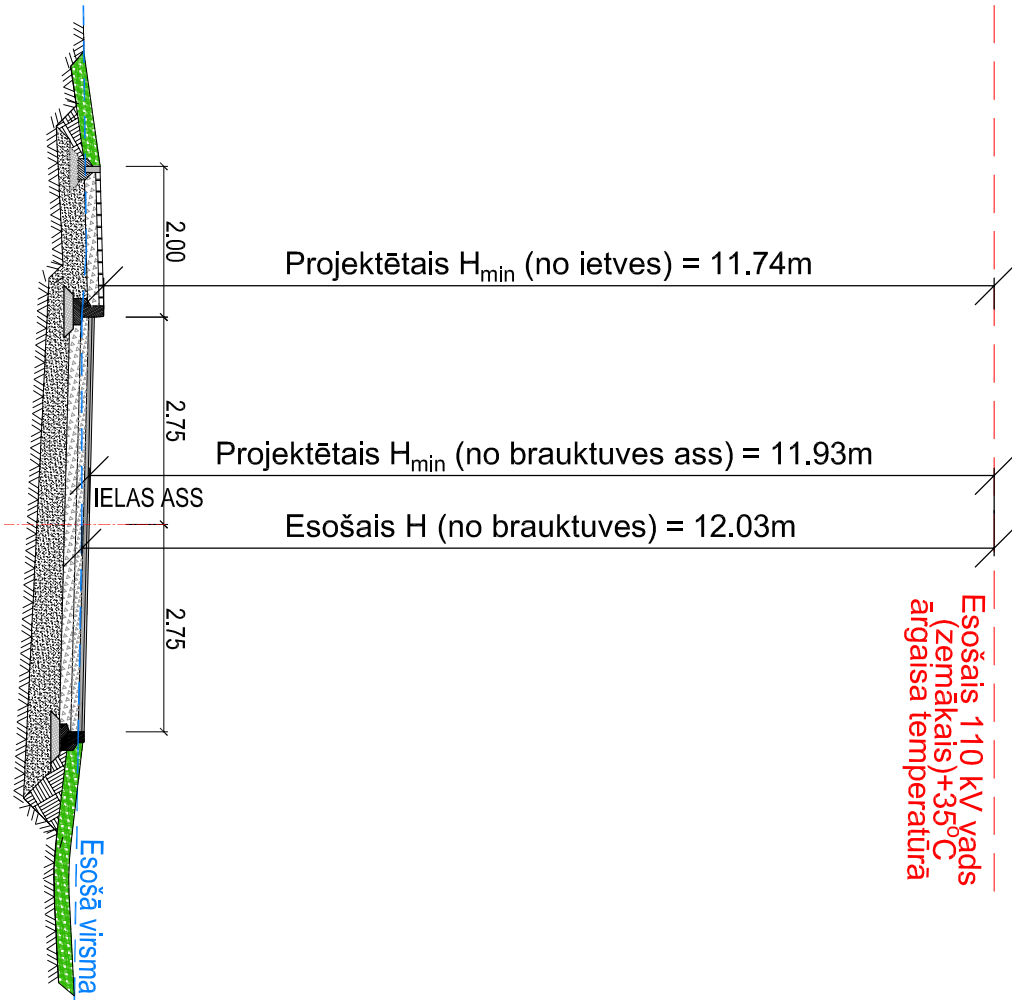 2.00
Projektētais Hmin (no ietves) = 11.74m
2.75
Projektētais Hmin (no brauktuves ass) = 11.93m
IELAS ASS
Esošais H (no brauktuves) = 12.03m
2.75
Esošais 110 kV vads
(zemākais)+35°C
ārgaisa temperatūrā
Esošā virsma